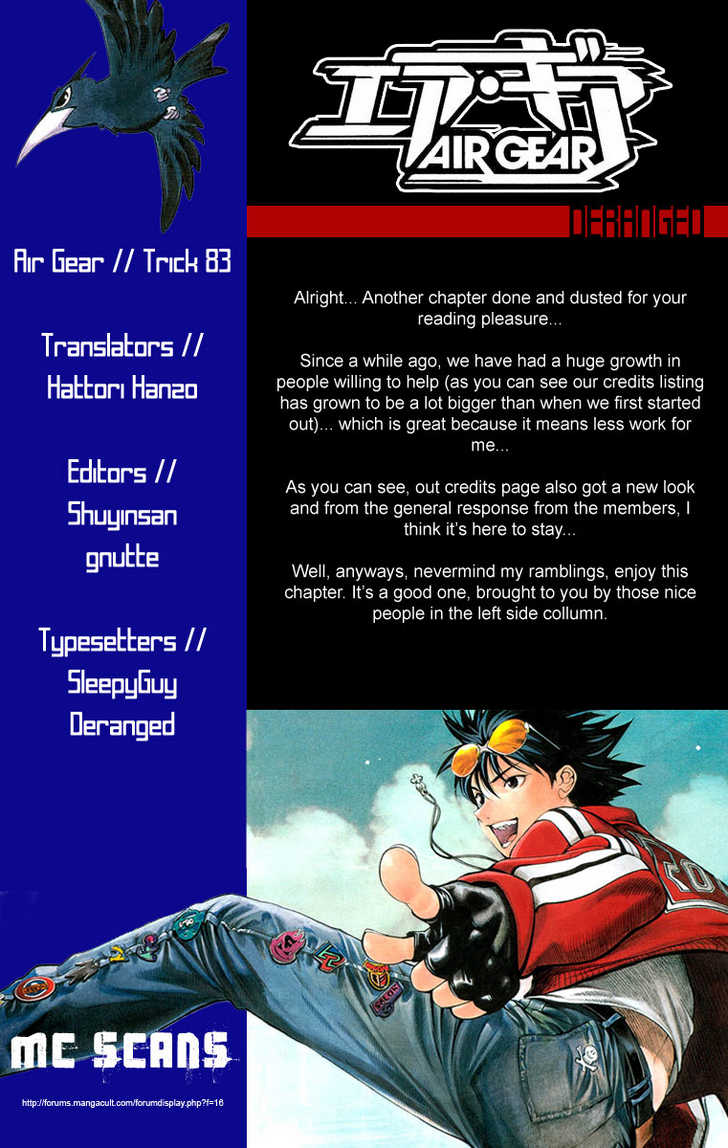 エア・ギア
AIR GEAR
DERANGED
Air Gear // Trick 83
Translators //
Hattori Hanzo
Editors //
Shuyinsan
gnutte
Typesetters //
SleepyGuy
Deranged
Alright... Another chapter done and dusted for your
reading pleasure...
Since a while ago, we have had a huge growth in
people willing to help (as you can see our credits listing
has grown to be a lot bigger than when we first started
out)... which is great because it means less work for
me...
As you can see, out credits page also got a new look
and from the general response from the members, I
think it's here to stay...
Well, anyways, nevermind my ramblings, enjoy this
chapter. It's a good one, brought to you by those nice
people in the left side collumn.
MC SCANS
http://forums.mangacult.com/forumdisplay.php?f=16